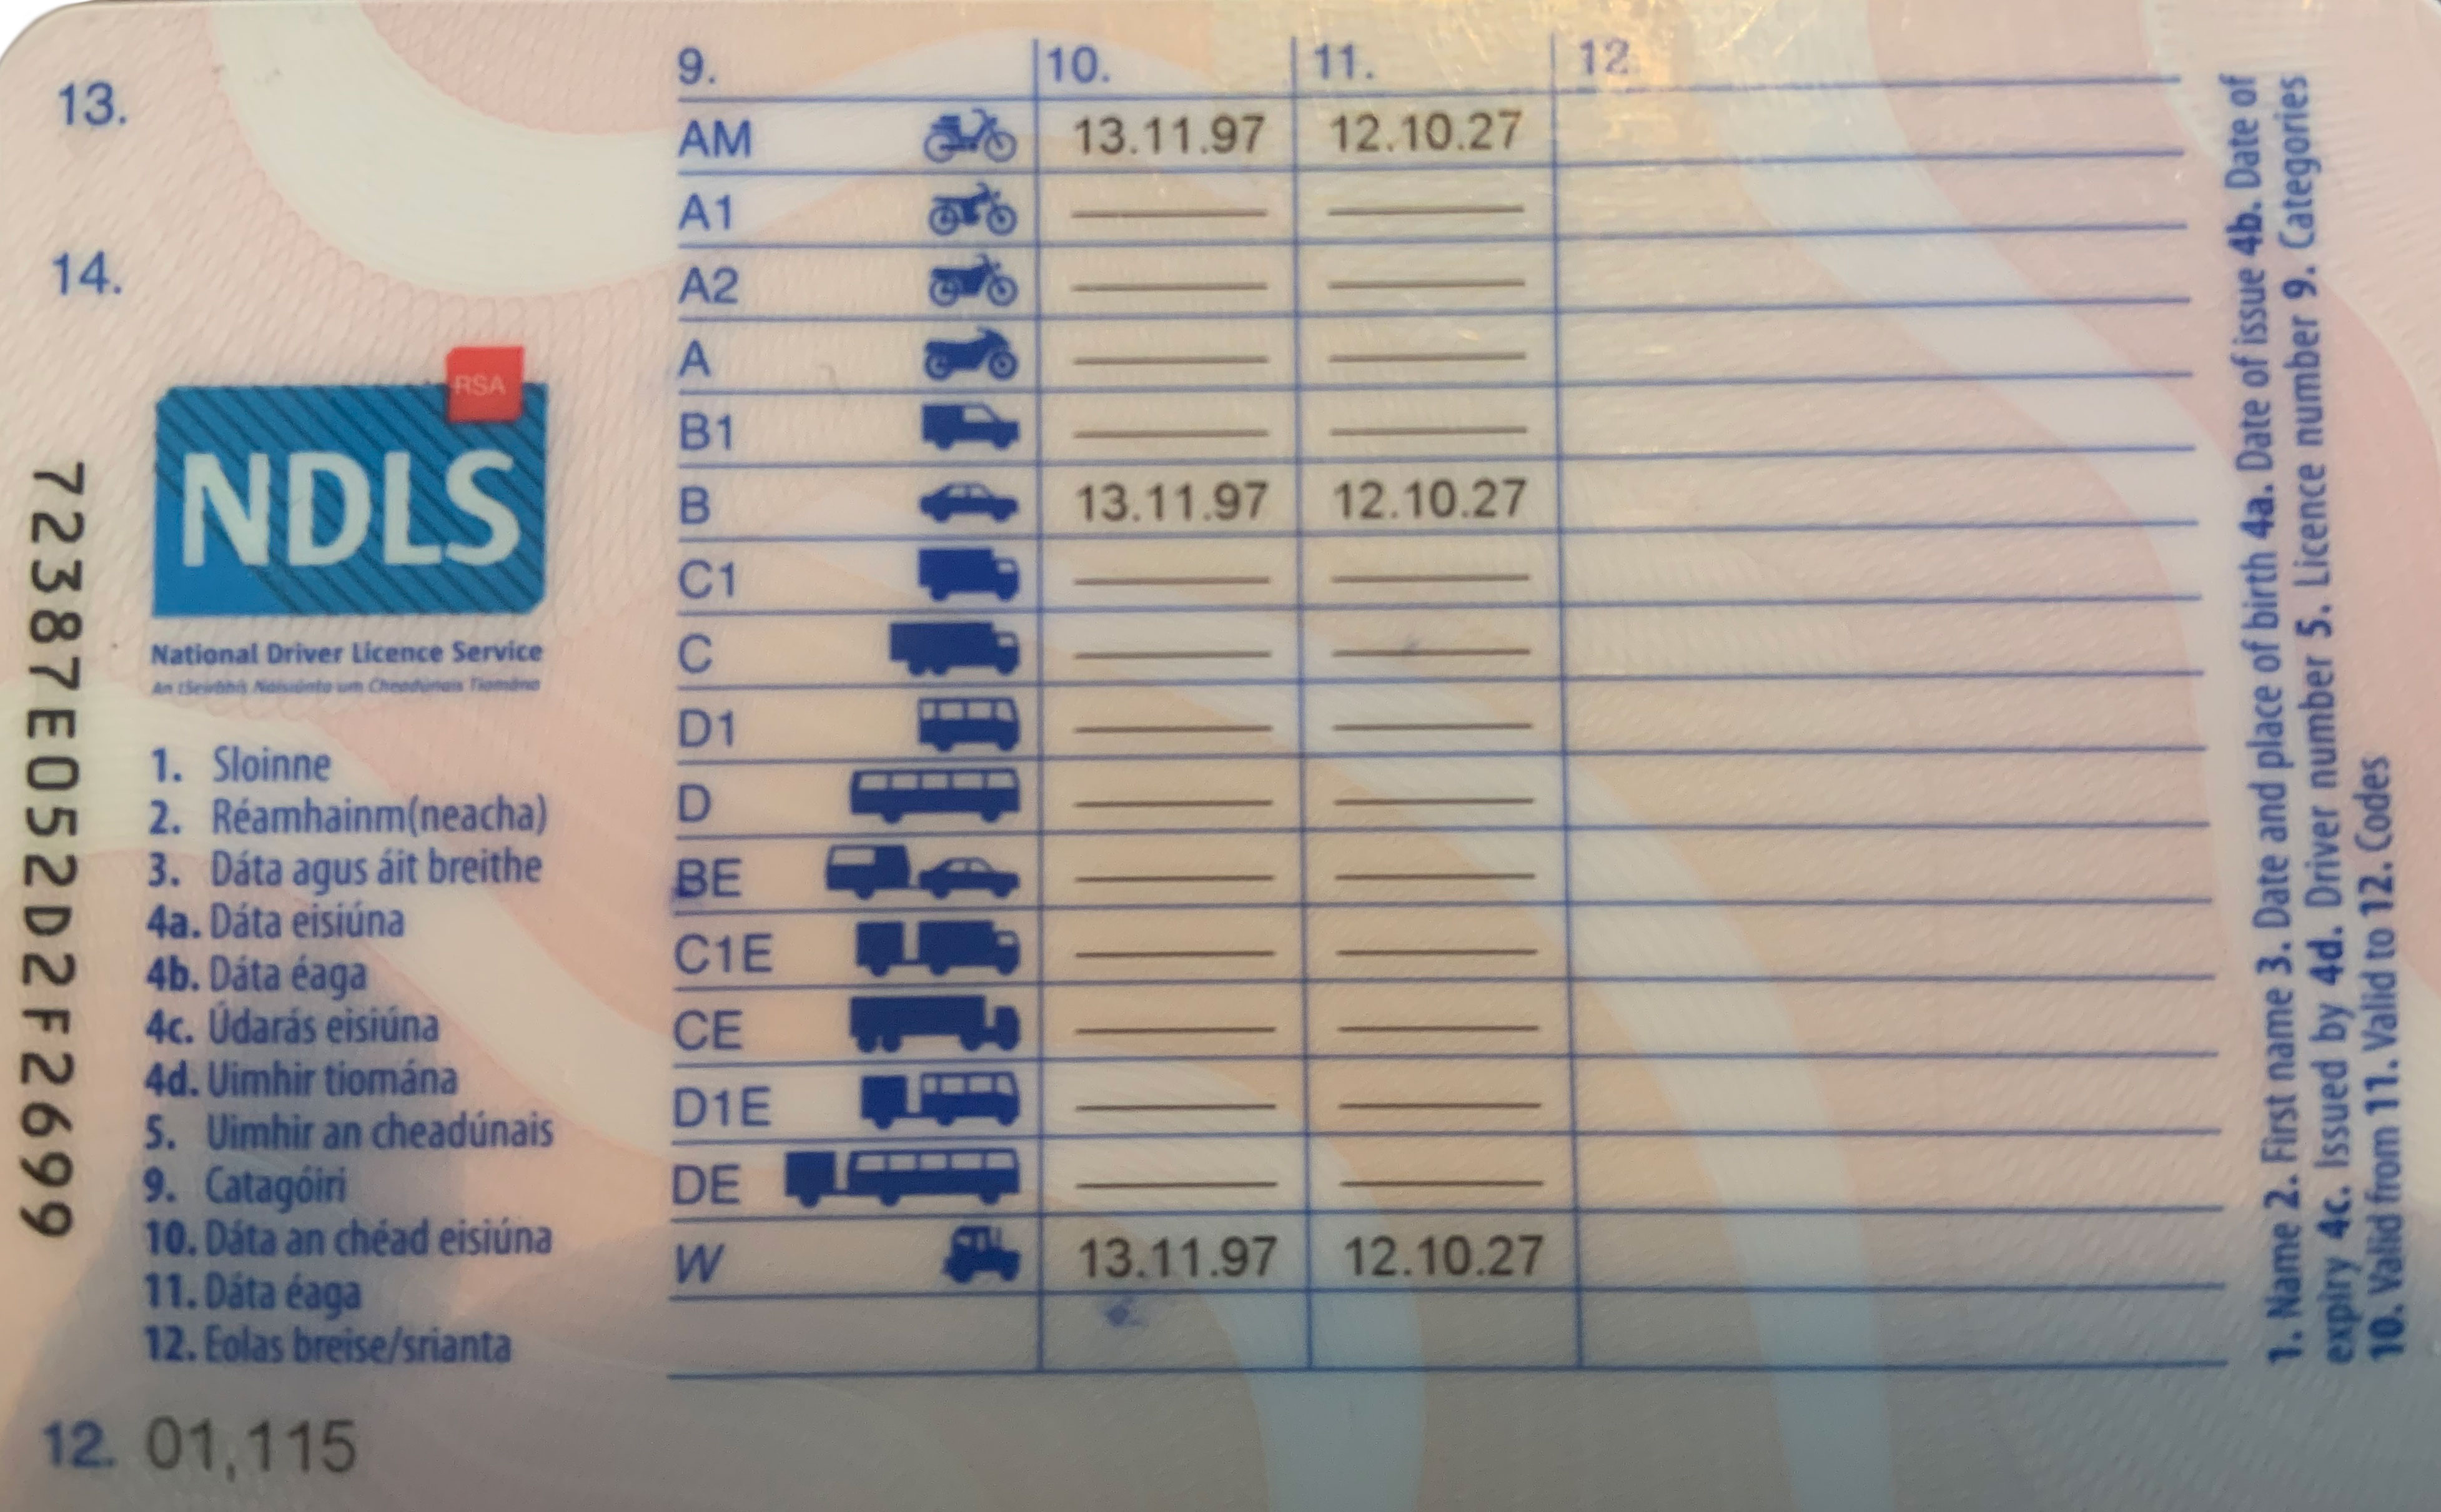 13.
14.
RSA
NDLS
National Driver Licence Service
An tSeirbhís Náisiúnta um Cheadúnais Tiomána
1. Sloinne
2. Réamhainm(neacha)
3. Dáta agus áit breithe
4a. Dáta eisiúna
4b. Dáta éaga
4c. Údarás eisiúna
4d. Uimhir tiomána
5. Uimhir an cheadúnais
9. Catagóiri
10. Dáta an chéad eisiúna
11. Dáta éaga
12. Eolas breise/srianta
12. 01,115
72387E052D2F2699
9. 10. 11. 12.
AM 13.11.97 12.10.27
A1
A2
A
B1
B 13.11.97 12.10.27
C1
C
D1
D
BE
C1E
CE
D1E
DE
W 13.11.97 12.10.27
1. Name 2. First name 3. Date and place of birth 4a. Date of issue 4b. Date of
expiry 4c. Issued by 4d. Driver number 5. Licence number 9. Categories
10. Valid from 11. Valid to 12. Codes